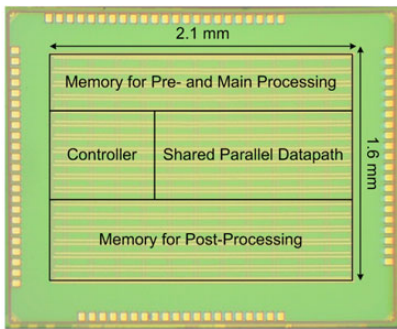 2.1 mm
Memory for Pre- and Main Processing
Controller
Shared Parallel Datapath
1.6 mm
Memory for Post-Processing